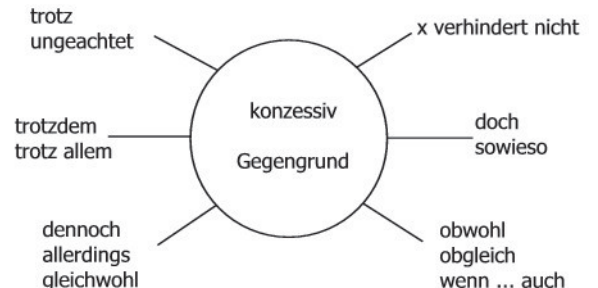 trotz
ungeachtet
x verhindert nicht
konzessiv
Gegengrund
trotzdem
trotz allem
doch
sowieso
dennoch
allerdings
gleichwohl
obwohl
obgleich
wenn ... auch